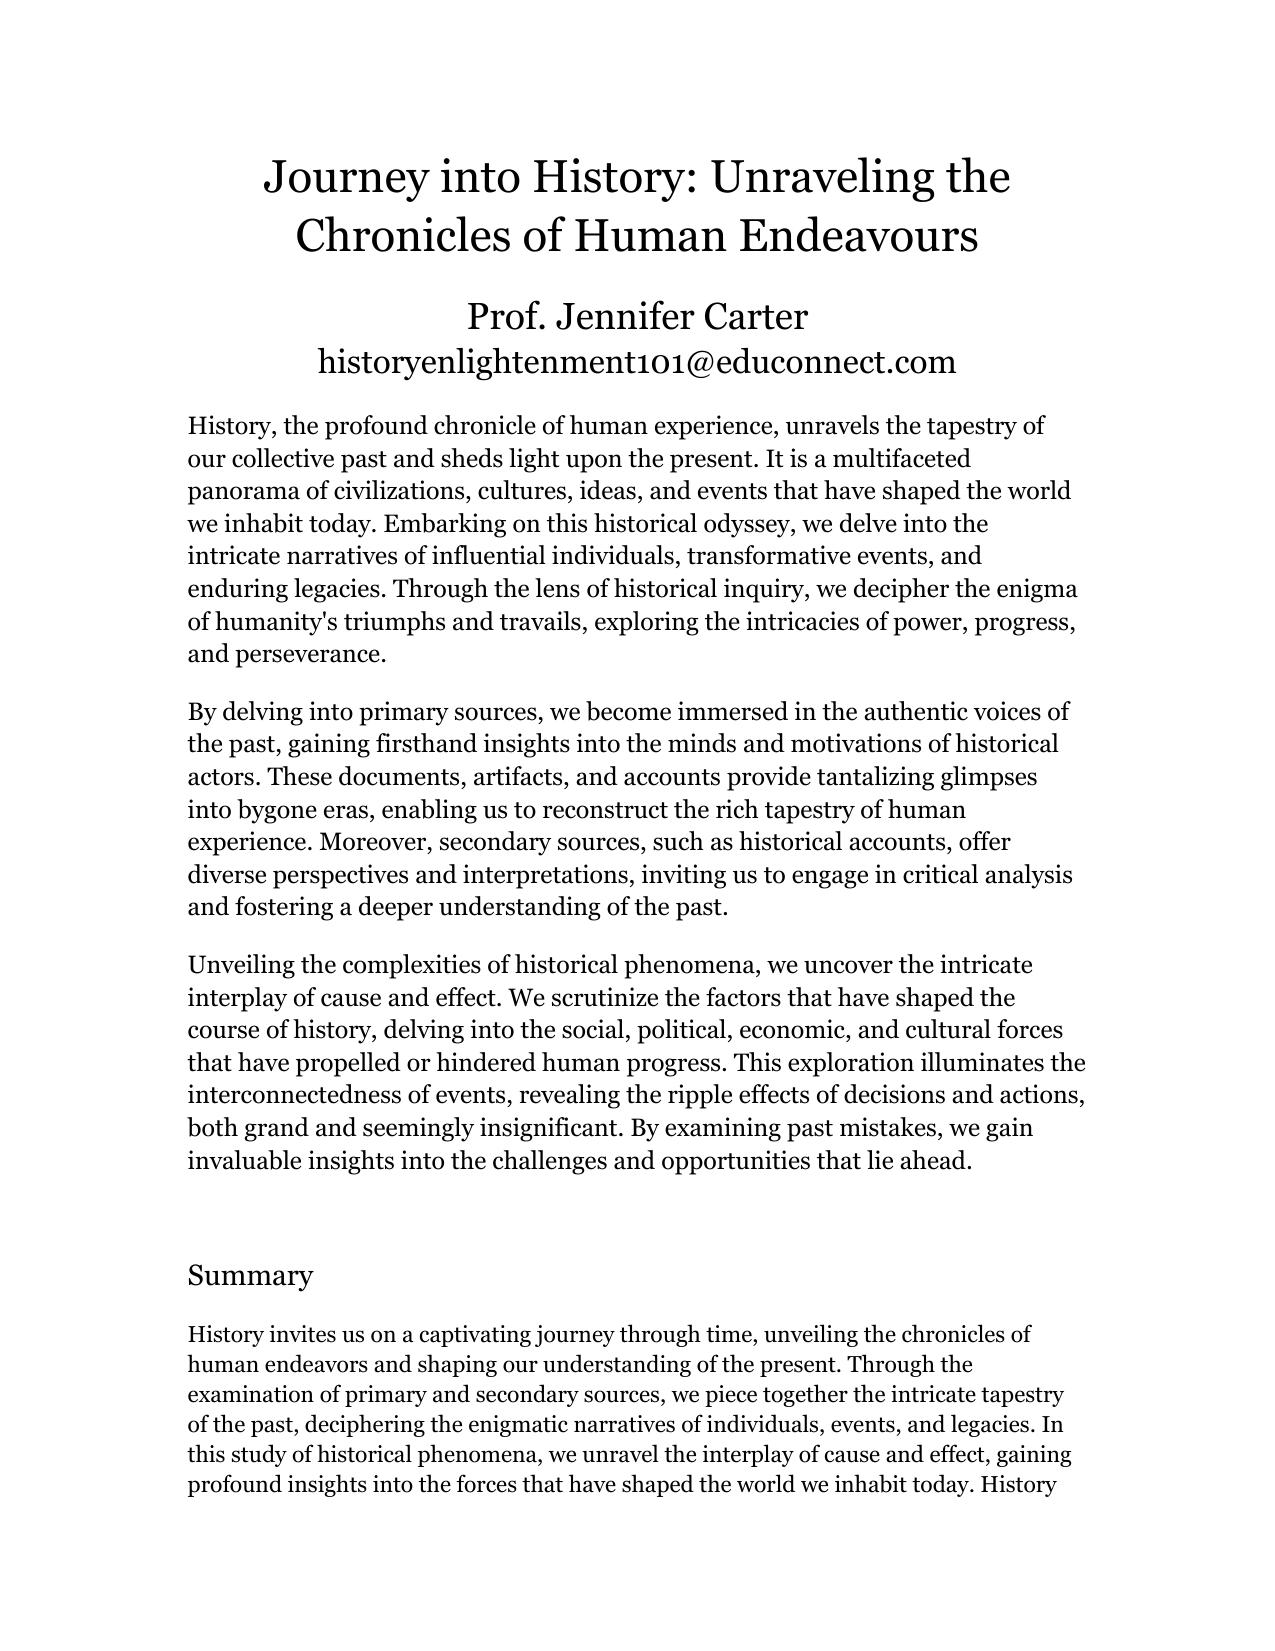 Journey into History: Unraveling the
Chronicles of Human Endeavours
Prof. Jennifer Carter
historyenlightenment101@educonnect.com
History, the profound chronicle of human experience, unravels the tapestry of
our collective past and sheds light upon the present. It is a multifaceted
panorama of civilizations, cultures, ideas, and events that have shaped the world
we inhabit today. Embarking on this historical odyssey, we delve into the
intricate narratives of influential individuals, transformative events, and
enduring legacies. Through the lens of historical inquiry, we decipher the enigma
of humanity's triumphs and travails, exploring the intricacies of power, progress,
and perseverance.
By delving into primary sources, we become immersed in the authentic voices of
the past, gaining firsthand insights into the minds and motivations of historical
actors. These documents, artifacts, and accounts provide tantalizing glimpses
into bygone eras, enabling us to reconstruct the rich tapestry of human
experience. Moreover, secondary sources, such as historical accounts, offer
diverse perspectives and interpretations, inviting us to engage in critical analysis
and fostering a deeper understanding of the past.
Unveiling the complexities of historical phenomena, we uncover the intricate
interplay of cause and effect. We scrutinize the factors that have shaped the
course of history, delving into the social, political, economic, and cultural forces
that have propelled or hindered human progress. This exploration illuminates the
interconnectedness of events, revealing the ripple effects of decisions and actions,
both grand and seemingly insignificant. By examining past mistakes, we gain
invaluable insights into the challenges and opportunities that lie ahead.
Summary
History invites us on a captivating journey through time, unveiling the chronicles of
human endeavors and shaping our understanding of the present. Through the
examination of primary and secondary sources, we piece together the intricate tapestry
of the past, deciphering the enigmatic narratives of individuals, events, and legacies. In
this study of historical phenomena, we unravel the interplay of cause and effect, gaining
profound insights into the forces that have shaped the world we inhabit today. History